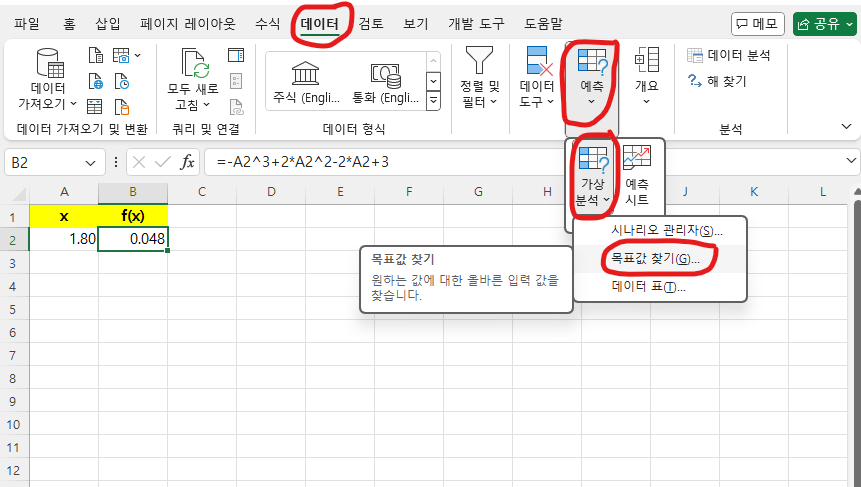 파일 홈 삽입 페이지 레이아웃 수식 데이터 검토 보기 개발 도구 도움말 메모 공유
데이터
가져오기
데이터 가져오기 및 변환
모두 새로
고침
쿼리 및 연결
주식 (Engli... 통화 (Englis...
데이터 형식
정렬 및
필터
데이터
도구
예측
개요
데이터 분석
해 찾기
분석
B2 fx =-A2^3+2*A2^2-2*A2+3
가상
분석
예측
시트
A B C D E F G H J K L
1 x f(x)
2 1.80 0.048
시나리오 관리자(S)...
목표값 찾기(G)...
데이터 표(T)...
목표값 찾기
원하는 값에 대한 올바른 입력 값을
찾습니다.
3
4
5
6
7
8
9
10
11
12